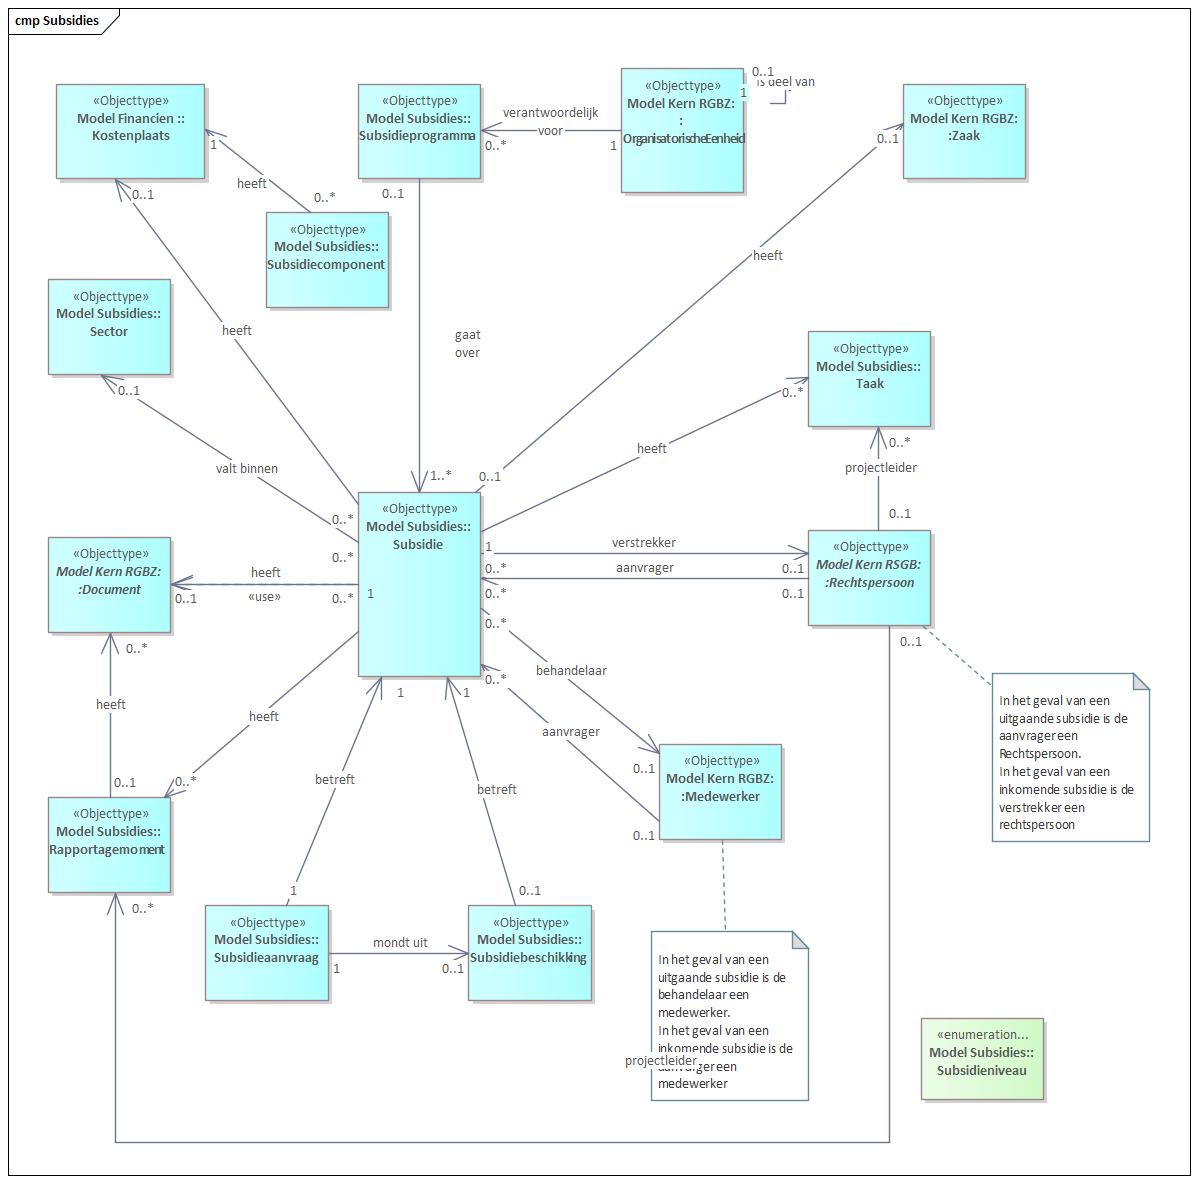 cmp Subsidies
«Objecttype»
Model Financien ::
Kostenplaats
«Objecttype»
Model Subsidies::
Subsidieprogramma
«Objecttype»
Model Kern RGBZ:
:
OrganisatorischeEenheid
«Objecttype»
Model Kern RGBZ:
:Zaak
0..1
is deel van
1
verantwoordelijk
voor
0..*
1
0..1
1
heeft
0..*
0..1
0..1
«Objecttype»
Model Subsidies::
Subsidiecomponent
heeft
«Objecttype»
Model Subsidies::
Sector
0..1
heeft
gaat
over
«Objecttype»
Model Subsidies::
Taak
0..*
valt binnen
heeft
0..*
projectleider
0..1
1..*
0..1
0..*
0..*
«Objecttype»
Model Subsidies::
Subsidie
1
verstrekker
0..1
0..*
aanvrager
0..1
0..*
«Objecttype»
Model Kern RSGB:
:Rechtspersoon
«Objecttype»
Model Kern RGBZ:
:Document
heeft
0..1
«use»
0..*
1
0..*
0..*
behandelaar
0..1
0..*
aanvrager
0..1
0..1
In het geval van een
uitgaande subsidie is de
aanvrager een
Rechtspersoon.
In het geval van een
inkomende subsidie is de
verstrekker een
rechtspersoon
heeft
0..1
heeft
0..*
1
1
betreft
betreft
«Objecttype»
Model Kern RGBZ:
:Medewerker
«Objecttype»
Model Subsidies::
Rapportagemoment
0..*
1
0..1
«Objecttype»
Model Subsidies::
Subsidieaanvraag
mondt uit
1
0..1
«Objecttype»
Model Subsidies::
Subsidiebeschikking
In het geval van een
uitgaande subsidie is de
behandelaar een
medewerker.
In het geval van een
inkomende subsidie is de
aanvrager een
medewerker
projectleider
«enumeration...
Model Subsidies::
Subsidieniveau